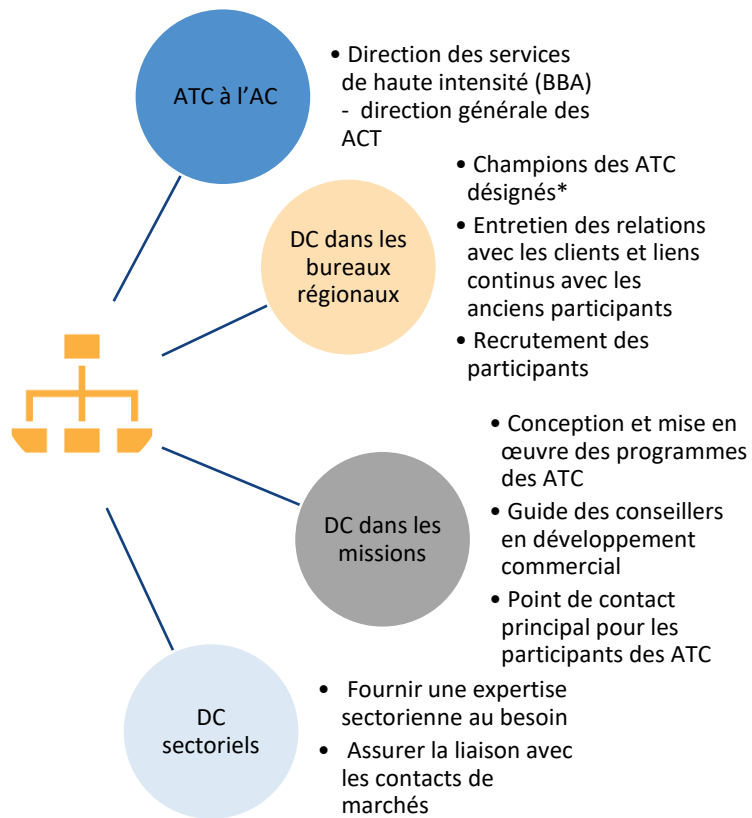 ATC à l'AC
• Direction des services
de haute intensité (BBA)
- direction générale des
ACT
DC dans les
bureaux
régionaux
• Champions des ATC
désignés*
• Entretien des relations
avec les clients et liens
continus avec les
anciens participants
• Recrutement des
participants
DC dans les
missions
• Conception et mise en
œuvre des programmes
des ATC
• Guide des conseillers
en développement
commercial
• Point de contact
principal pour les
participants des ATC
DC
sectoriels
• Fournir une expertise
sectorienne au besoin
• Assurer la liaison avec
les contacts de
marchés